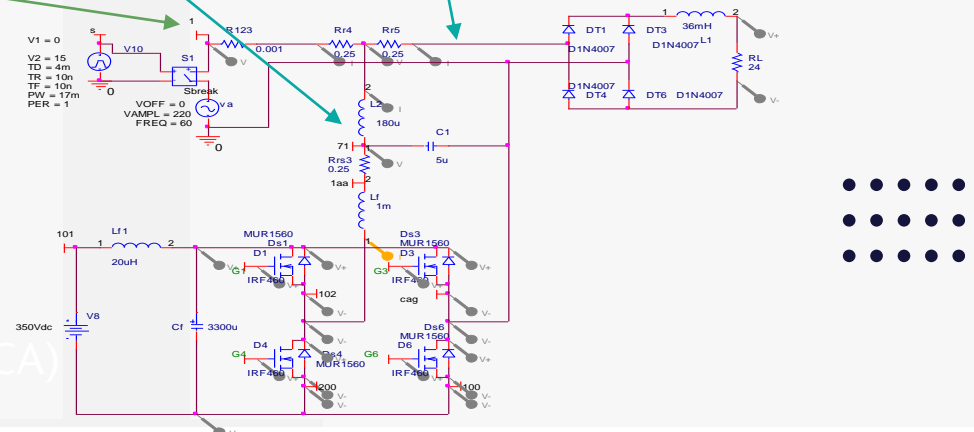 s
V1 = 0
V10
V2 = 15
TD = 4m
TR = 10n
TF = 10n
PW = 17m
PER = 1
0
1
S1
Sbreak
VOFF = 0
VAMPL = 220
FREQ = 60
va
0
R123
0.001
V
Rr4
0.25
I
Rr5
0.25
I
2
L2
180u
I
71
1
V
C1
5u
Rrs3
0.25
1aa
2
Lf
1m
1
DT1
D1N4007
DT3
D1N4007
DT4
D1N4007
DT6
D1N4007
1
36mH
2
L1
V+
RL
24
V-
101
Lf1
1
2
20uH
350Vdc
V8
Cf
3300u
V+
MUR1560
Ds1
D1
G1
IRF460
V+
V+
102
V-
V-
Ds3
MUR1560
D3
G3
IRF460
V+
V+
cag
V-
V-
D4
G4
IRF460
Ds4
MUR1560
V+
V+
200
V-
V-
Ds6
MUR1560
D6
G6
IRF460
V+
V+
100
V-
V-
V-
CA)